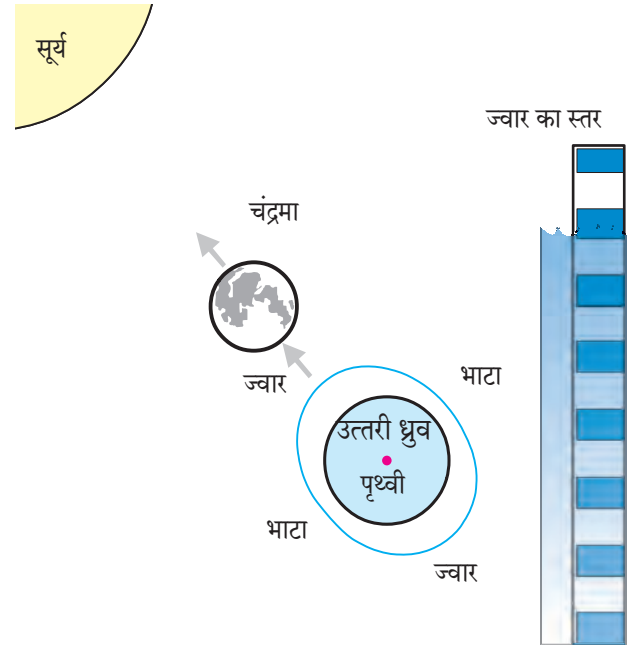 सूर्य
ज्वार का स्तर
चंद्रमा
ज्वार
भाटा
उत्तरी ध्रुव
पृथ्वी
भाटा
ज्वार